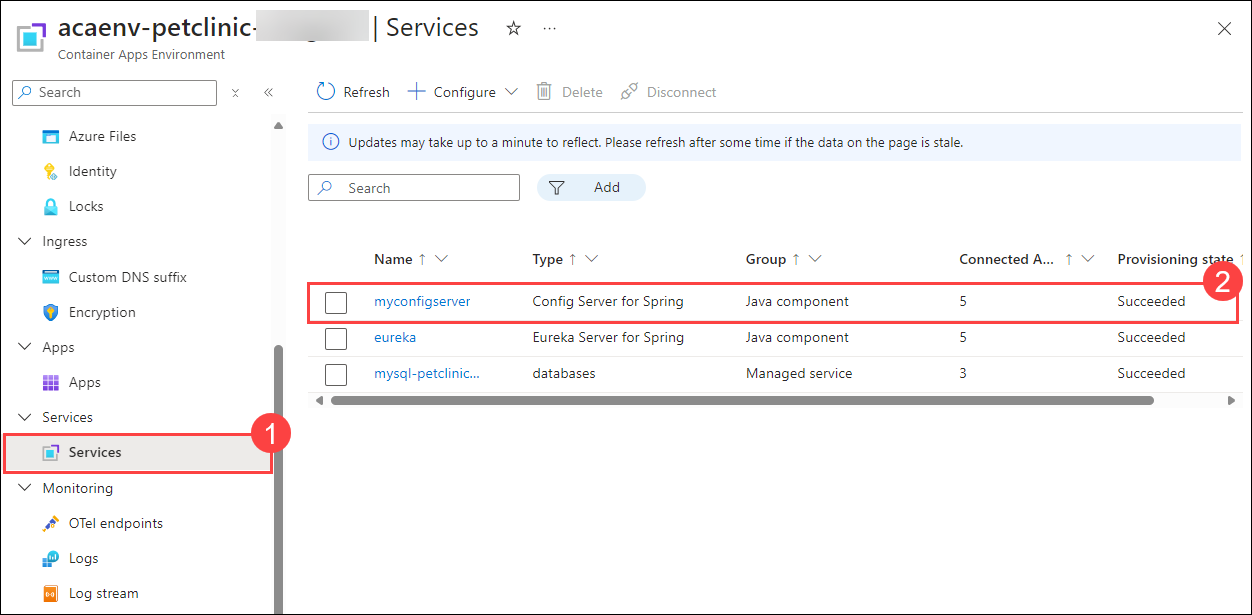 acaenv-petclinic- | Services
Container Apps Environment
Search
Refresh Configure Delete Disconnect
Updates may take up to a minute to reflect. Please refresh after some time if the data on the page is stale.
Search Add
Azure Files
Identity
Locks
Ingress
Custom DNS suffix
Encryption
Apps
Apps
Services
Services
1
Monitoring
OTel endpoints
Logs
Log stream
Name Type Group Connected A... Provisioning state
2
myconfigserver Config Server for Spring Java component 5 Succeeded
eureka Eureka Server for Spring Java component 5 Succeeded
mysql-petclinic... databases Managed service 3 Succeeded